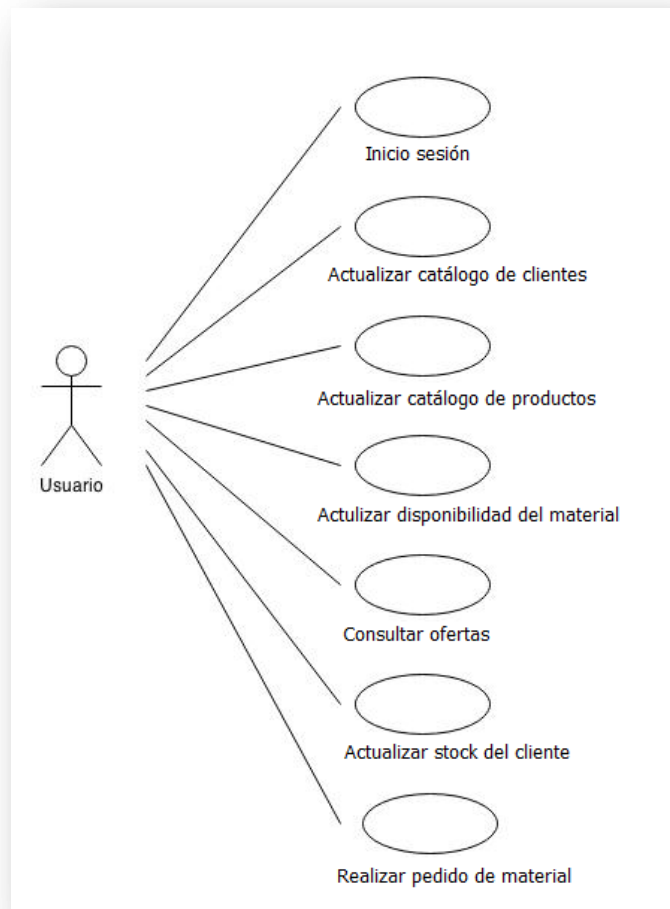 Inicio sesión
Actualizar catálogo de clientes
Actualizar catálogo de productos
Usuario
Actulizar disponibilidad del material
Consultar ofertas
Actualizar stock del cliente
Realizar pedido de material